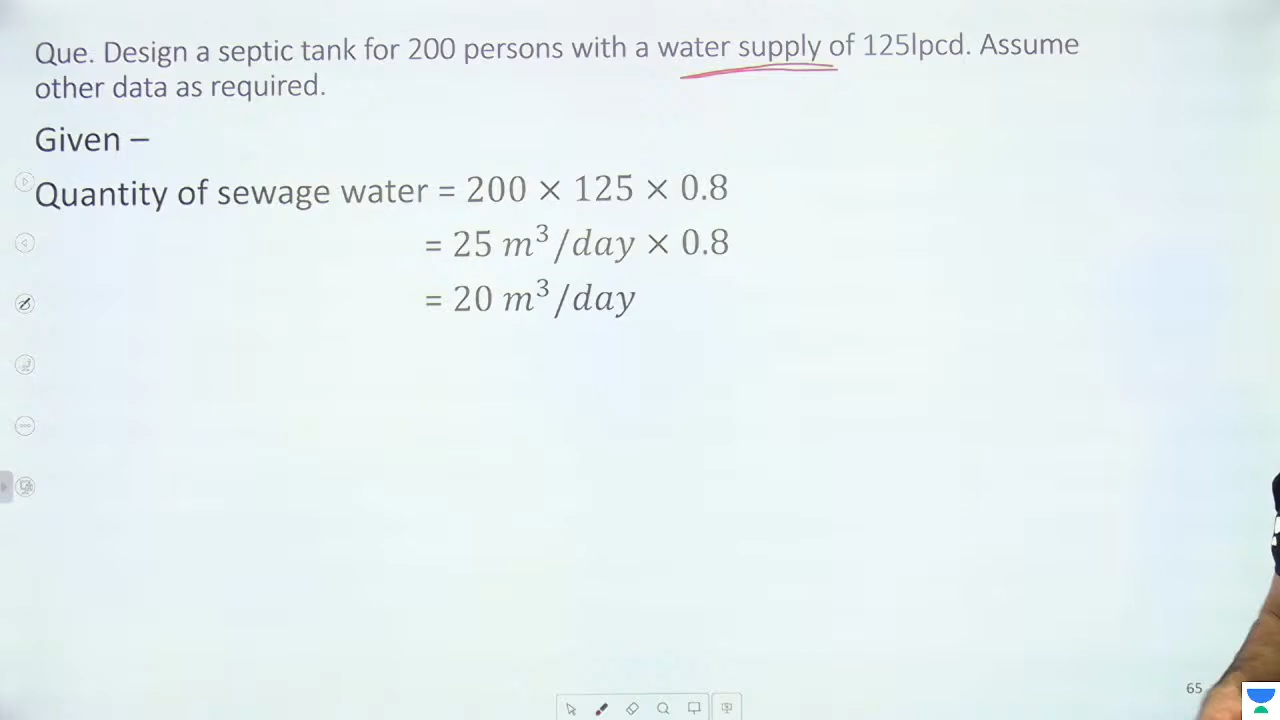 Que. Design a septic tank for 200 persons with a water supply of 125lpcd. Assume
other data as required.
Given –
Quantity of sewage water = 200 × 125 × 0.8
= 25 m³/day × 0.8
= 20 m³/day
65